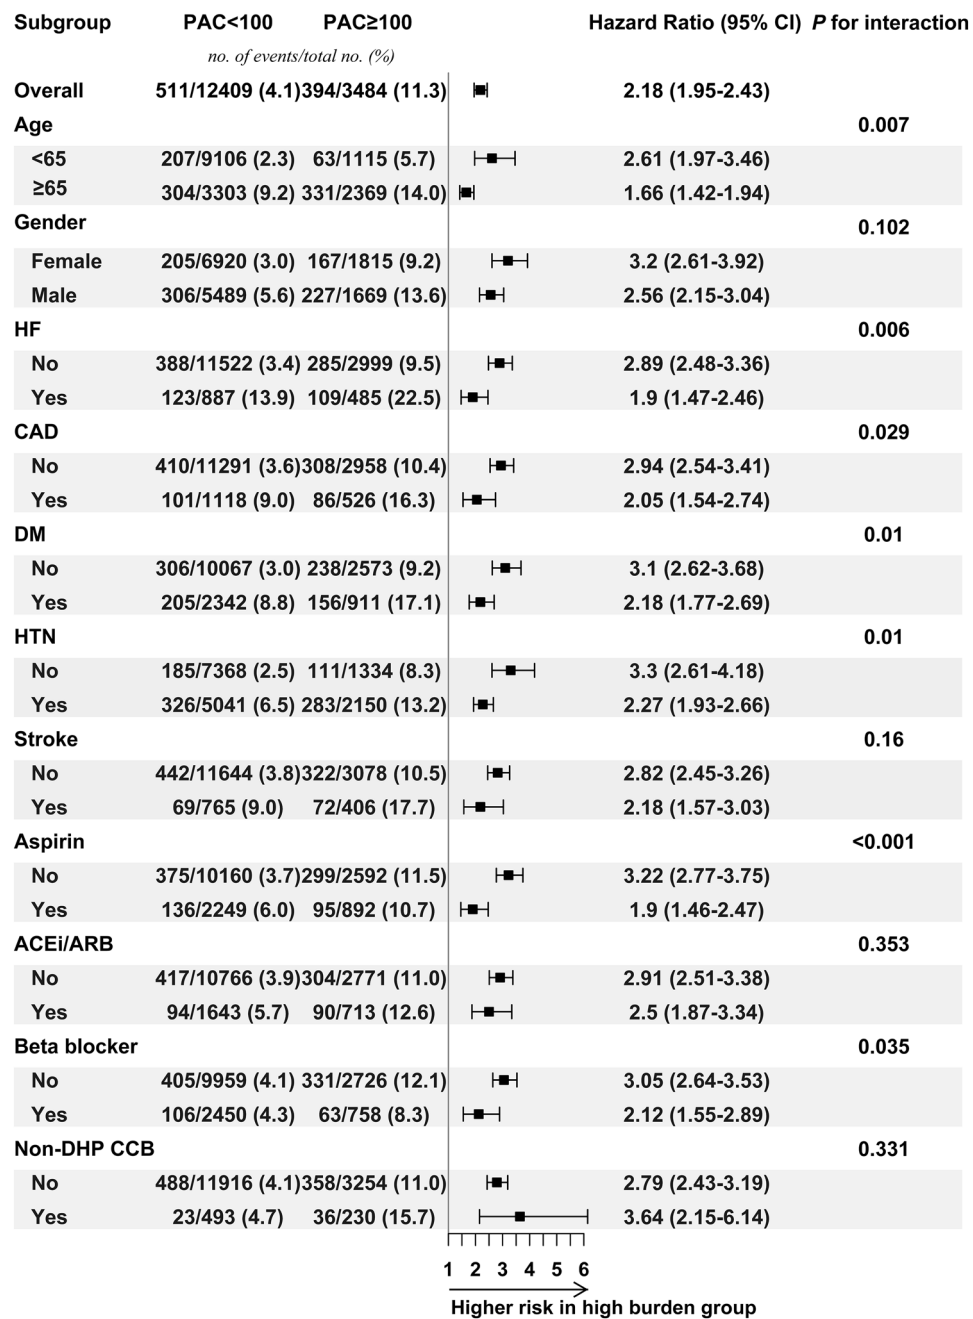 Subgroup PAC<100 PAC≥100 Hazard Ratio (95% CI) P for interaction
no. of events/total no. (%)
Overall 511/12409 (4.1) 394/3484 (11.3) 2.18 (1.95-2.43)
Age 0.007
<65 207/9106 (2.3) 63/1115 (5.7) 2.61 (1.97-3.46)
≥65 304/3303 (9.2) 331/2369 (14.0) 1.66 (1.42-1.94)
Gender 0.102
Female 205/6920 (3.0) 167/1815 (9.2) 3.2 (2.61-3.92)
Male 306/5489 (5.6) 227/1669 (13.6) 2.56 (2.15-3.04)
HF 0.006
No 388/11522 (3.4) 285/2999 (9.5) 2.89 (2.48-3.36)
Yes 123/887 (13.9) 109/485 (22.5) 1.9 (1.47-2.46)
CAD 0.029
No 410/11291 (3.6) 308/2958 (10.4) 2.94 (2.54-3.41)
Yes 101/1118 (9.0) 86/526 (16.3) 2.05 (1.54-2.74)
DM 0.01
No 306/10067 (3.0) 238/2573 (9.2) 3.1 (2.62-3.68)
Yes 205/2342 (8.8) 156/911 (17.1) 2.18 (1.77-2.69)
HTN 0.01
No 185/7368 (2.5) 111/1334 (8.3) 3.3 (2.61-4.18)
Yes 326/5041 (6.5) 283/2150 (13.2) 2.27 (1.93-2.66)
Stroke 0.16
No 442/11644 (3.8) 322/3078 (10.5) 2.82 (2.45-3.26)
Yes 69/765 (9.0) 72/406 (17.7) 2.18 (1.57-3.03)
Aspirin <0.001
No 375/10160 (3.7) 299/2592 (11.5) 3.22 (2.77-3.75)
Yes 136/2249 (6.0) 95/892 (10.7) 1.9 (1.46-2.47)
ACEi/ARB 0.353
No 417/10766 (3.9) 304/2771 (11.0) 2.91 (2.51-3.38)
Yes 94/1643 (5.7) 90/713 (12.6) 2.5 (1.87-3.34)
Beta blocker 0.035
No 405/9959 (4.1) 331/2726 (12.1) 3.05 (2.64-3.53)
Yes 106/2450 (4.3) 63/758 (8.3) 2.12 (1.55-2.89)
Non-DHP CCB 0.331
No 488/11916 (4.1) 358/3254 (11.0) 2.79 (2.43-3.19)
Yes 23/493 (4.7) 36/230 (15.7) 3.64 (2.15-6.14)
1 2 3 4 5 6
Higher risk in high burden group